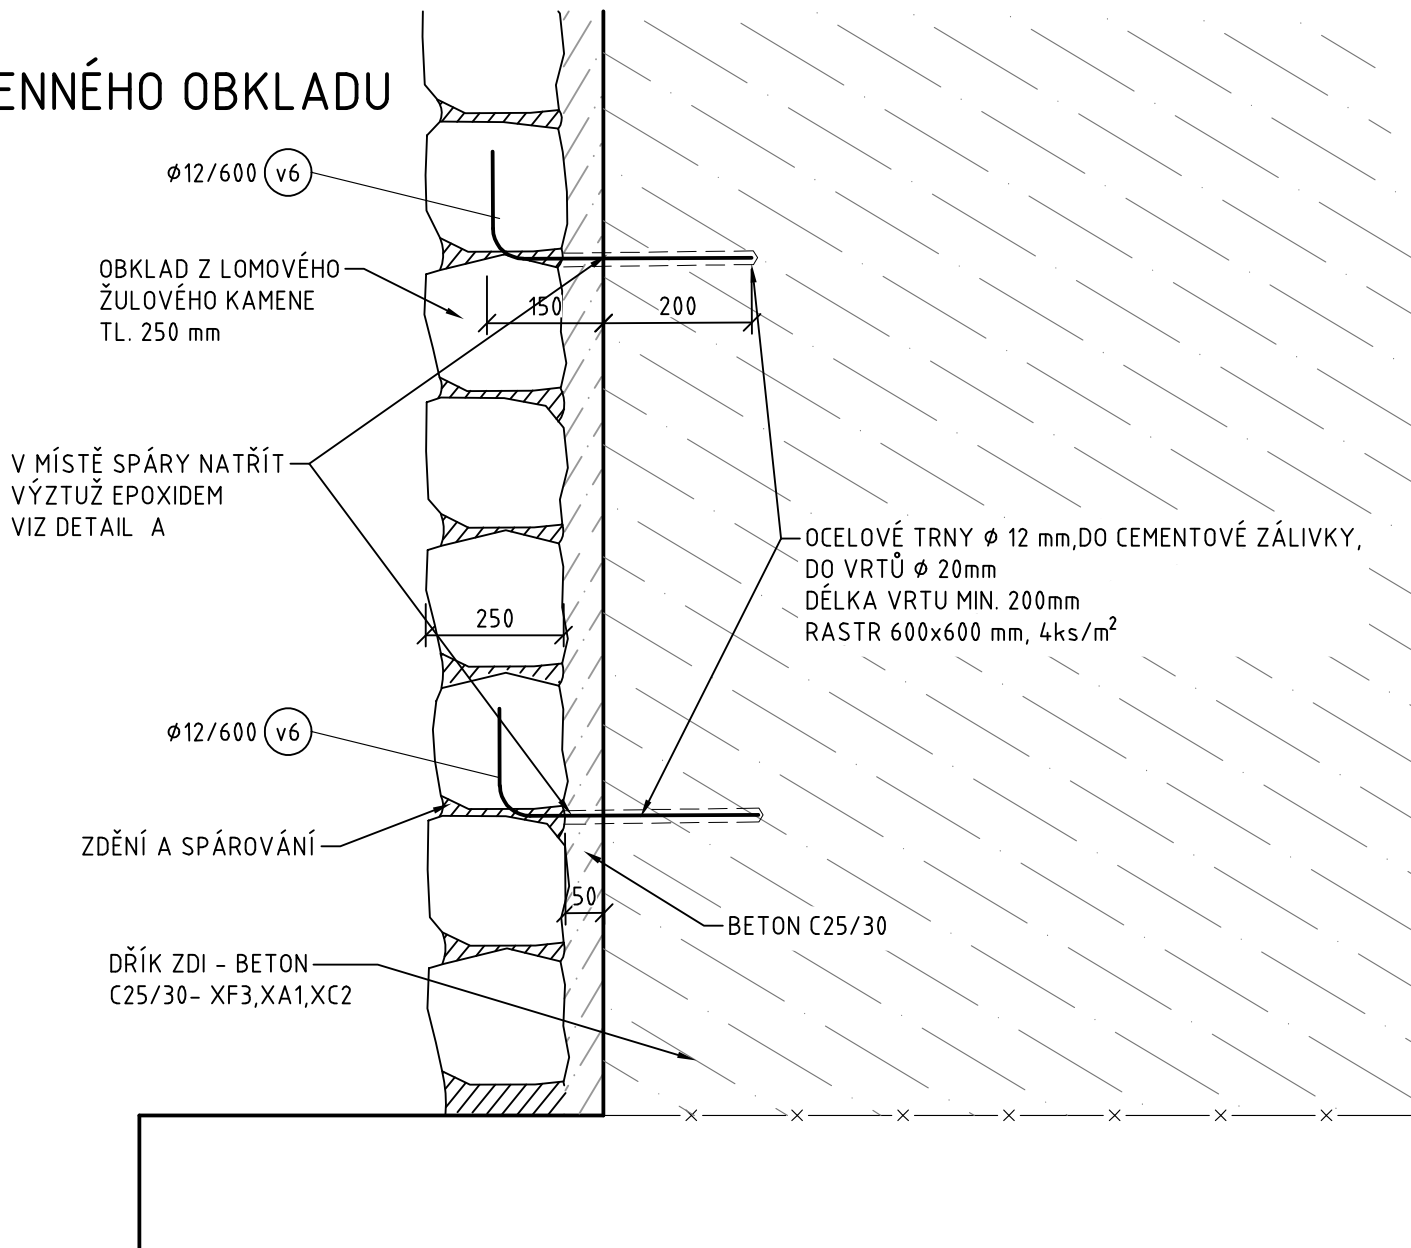 ENNÉHO OBKLADU
φ12/600 v6
OBKLAD Z LOMOVÉHO
ŽULOVÉHO KAMENE
TL. 250 mm
150
200
V MÍSTĚ SPÁRY NATŘÍT
VÝZTUŽ EPOXIDEM
VIZ DETAIL A
OCELOVÉ TRNY φ 12 mm,DO CEMENTOVÉ ZÁLIVKY,
DO VRTŮ φ 20mm
DÉLKA VRTU MIN. 200mm
RASTR 600x600 mm, 4ks/m²
250
φ12/600 v6
ZDĚNÍ A SPÁROVÁNÍ
50
BETON C25/30
DŘÍK ZDI - BETON
C25/30- XF3,XA1,XC2